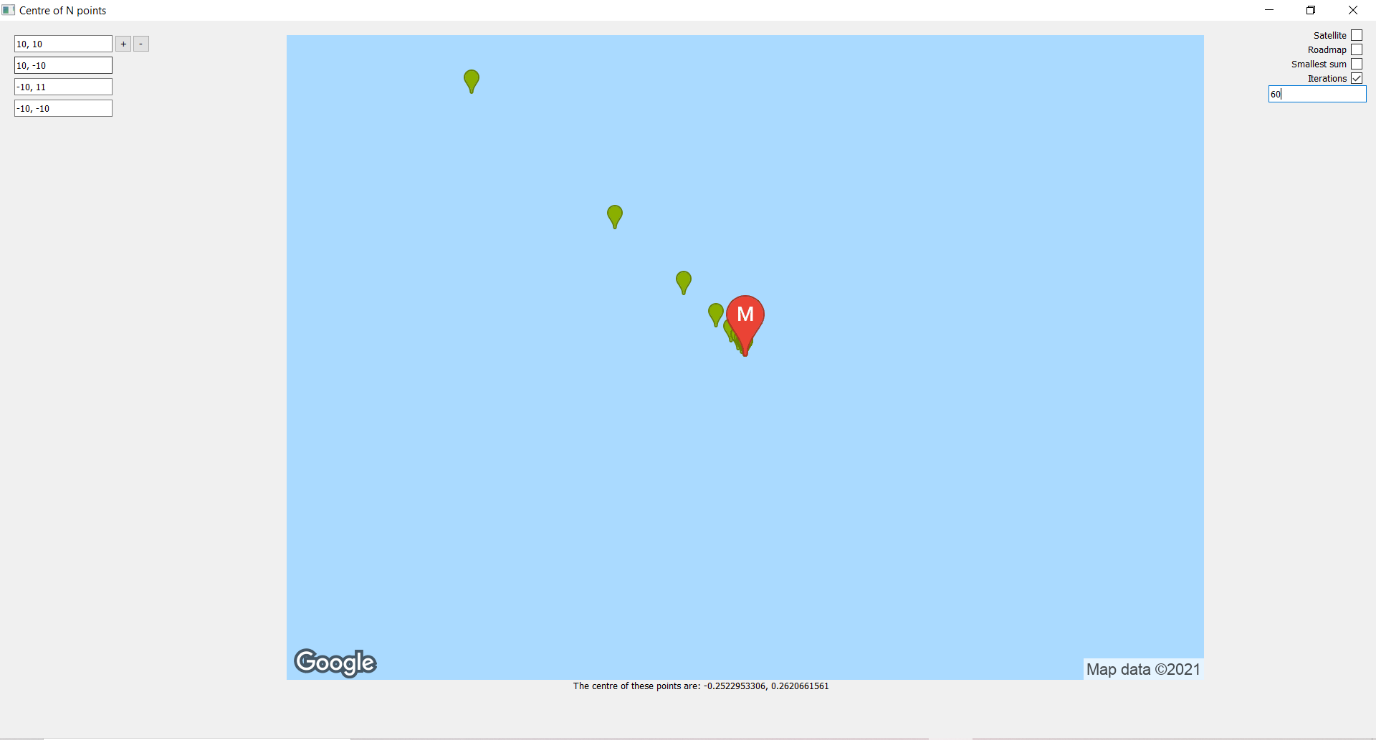 Centre of N points
10, 10
+
-
10, -10
-10, 11
-10, -10
Satellite
Roadmap
Smallest sum
Iterations
60
M
Google
Map data ©2021
The centre of these points are: -0.2522953306, 0.2620661561